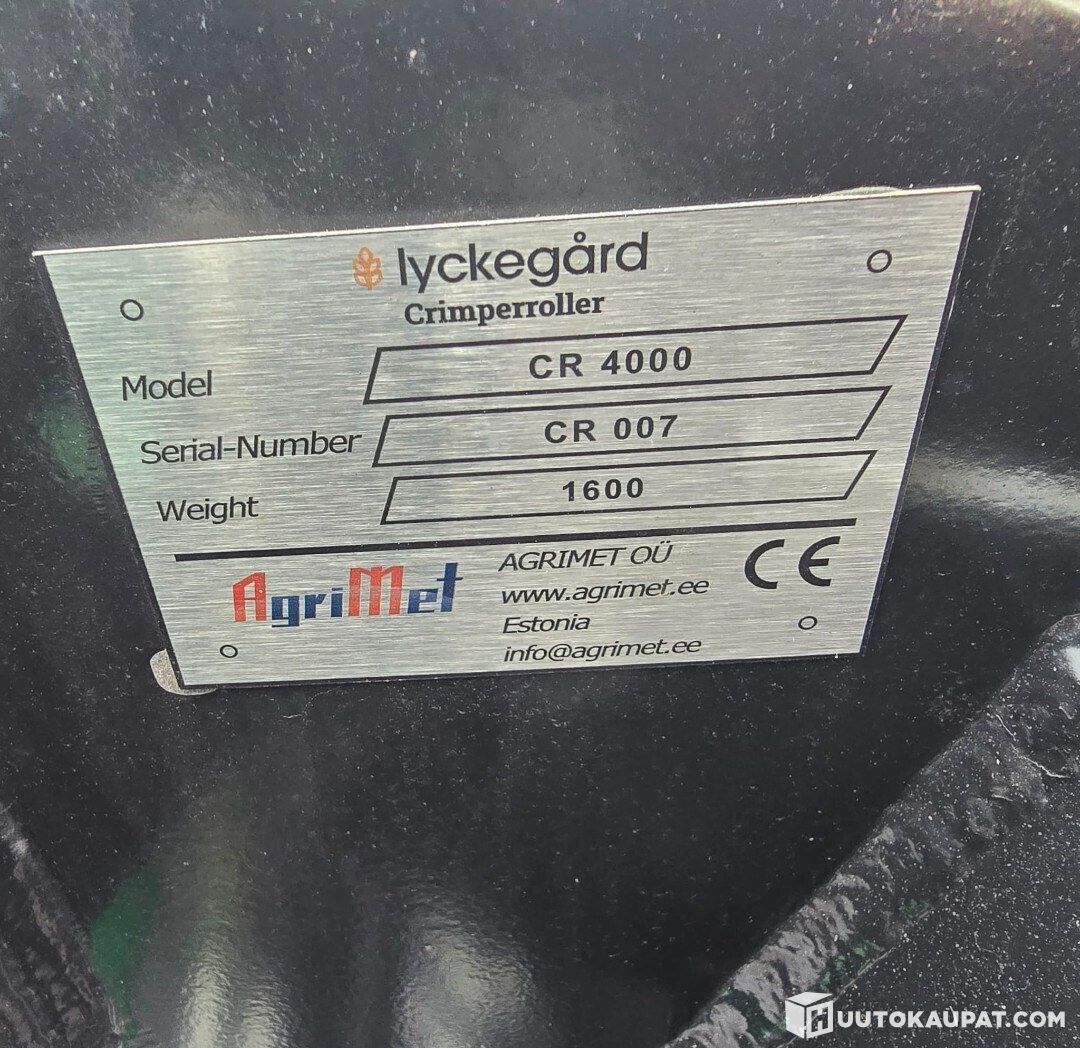 lyckegård
Crimperroller
Model CR 4000
Serial-Number CR 007
Weight 1600
AgriMet
AGRIMET OÜ
www.agrimet.ee
Estonia
info@agrimet.ee
CE
HUUTOKAUPAT.COM